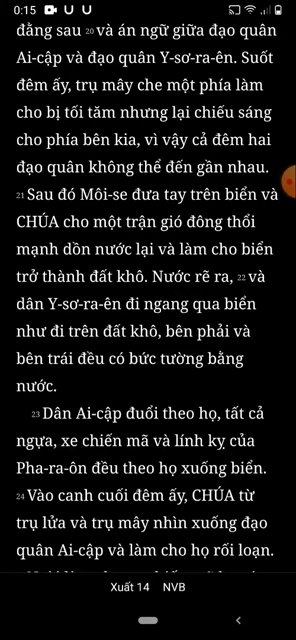 0:15
đằng sau 20 và án ngữ giữa đạo quân
Ai-cập và đạo quân Y-sơ-ra-ên. Suốt
đêm ấy, trụ mây che một phía làm
cho bị tối tăm nhưng lại chiếu sáng
cho phía bên kia, vì vậy cả đêm hai
đạo quân không thể đến gần nhau.
21 Sau đó Môi-se đưa tay trên biển và
CHÚA cho một trận gió đông thổi
mạnh dồn nước lại và làm cho biển
trở thành đất khô. Nước rẽ ra, 22 và
dân Y-sơ-ra-ên đi ngang qua biển
như đi trên đất khô, bên phải và
bên trái đều có bức tường bằng
nước.
23 Dân Ai-cập đuổi theo họ, tất cả
ngựa, xe chiến mã và lính kỵ của
Pha-ra-ôn đều theo họ xuống biển.
24 Vào canh cuối đêm ấy, CHÚA từ
trụ lửa và trụ mây nhìn xuống đạo
quân Ai-cập và làm cho họ rối loạn.
Xuất 14 NVB